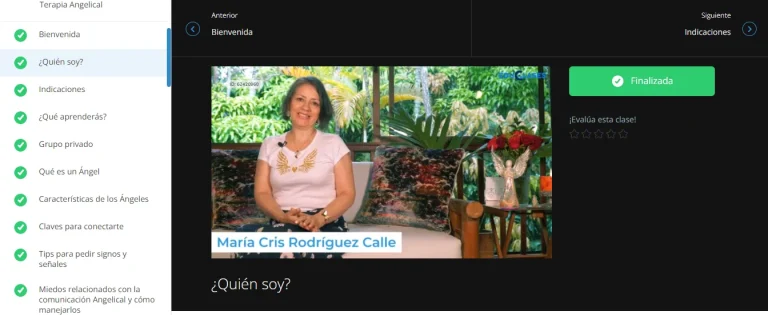 Terapia Angelical
Bienvenida
¿Quién soy?
Indicaciones
¿Qué aprenderás?
Grupo privado
Qué es un Ángel
Características de los Ángeles
Claves para conectarte
Tips para pedir signos y
señales
Miedos relacionados con la
comunicación Angelical y cómo
manejarlos
Anterior
Bienvenida
Siguiente
Indicaciones
María Cris Rodríguez Calle
¿Quién soy?
Finalizada
¡Evalúa esta clase!